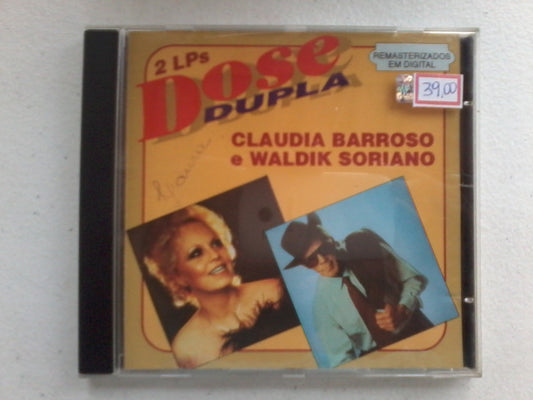 2 LPs
Dose
DUPLA
REMASTERIZADOS
EM DIGITAL
39,00
CLAUDIA BARROSO
e WALDIK SORIANO